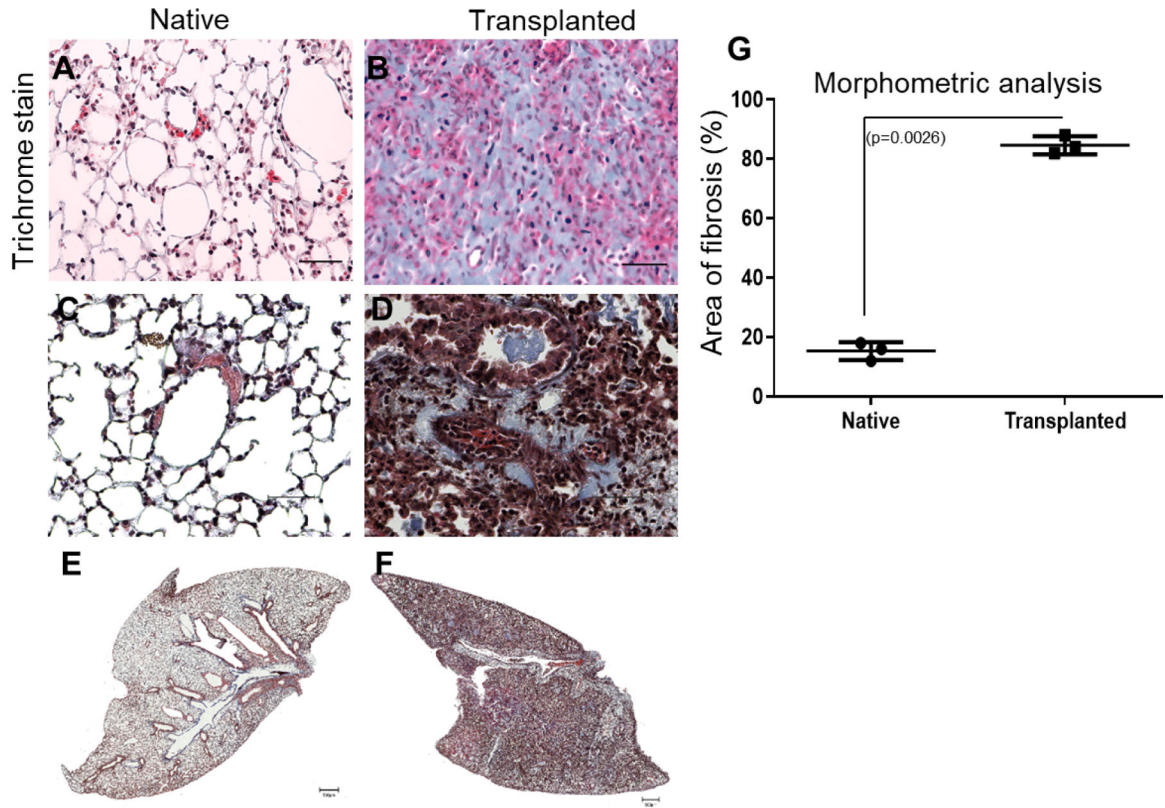 Native
Transplanted
Trichrome stain
A
B
C
D
E
F
G
Morphometric analysis
Area of fibrosis (%)
100
80
60
40
20
0
(p=0.0026)
Native
Transplanted